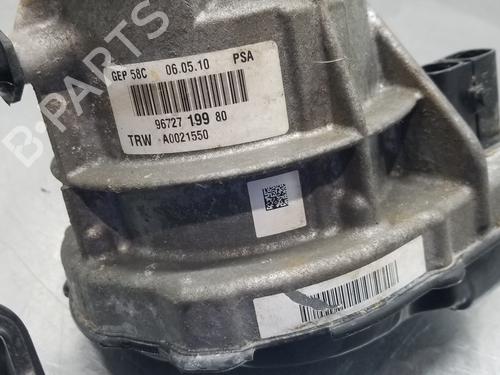 GEP 58C 06.05.10 PSA
96727 199 80
TRW A0021550
B-PARTS